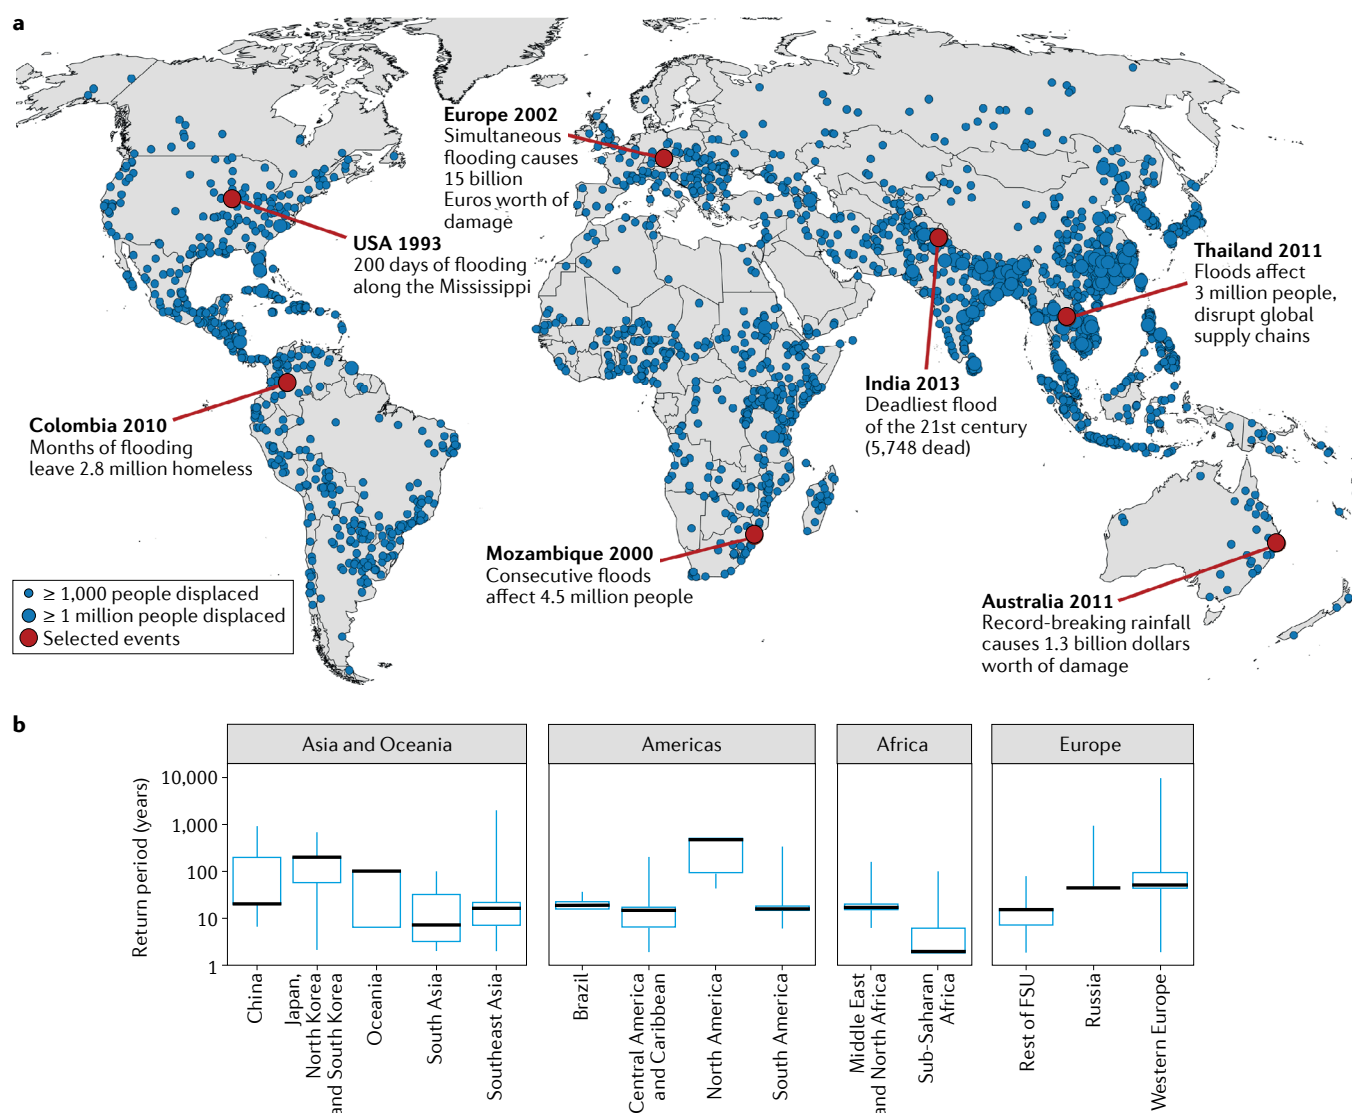 a
Europe 2002
Simultaneous
flooding causes
15 billion
Euros worth of
damage
USA 1993
200 days of flooding
along the Mississippi
Thailand 2011
Floods affect
3 million people,
disrupt global
supply chains
India 2013
Deadliest flood
of the 21st century
(5,748 dead)
Colombia 2010
Months of flooding
leave 2.8 million homeless
Mozambique 2000
Consecutive floods
affect 4.5 million people
Australia 2011
Record-breaking rainfall
causes 1.3 billion dollars
worth of damage
≥ 1,000 people displaced
≥ 1 million people displaced
Selected events
b
Asia and Oceania
Americas
Africa
Europe
Return period (years)
10,000
1,000
100
10
1
China
Japan,
North Korea
and South Korea
Oceania
South Asia
Southeast Asia
Brazil
Central America
and Caribbean
North America
South America
Middle East
and North Africa
Sub-Saharan
Africa
Rest of FSU
Russia
Western Europe